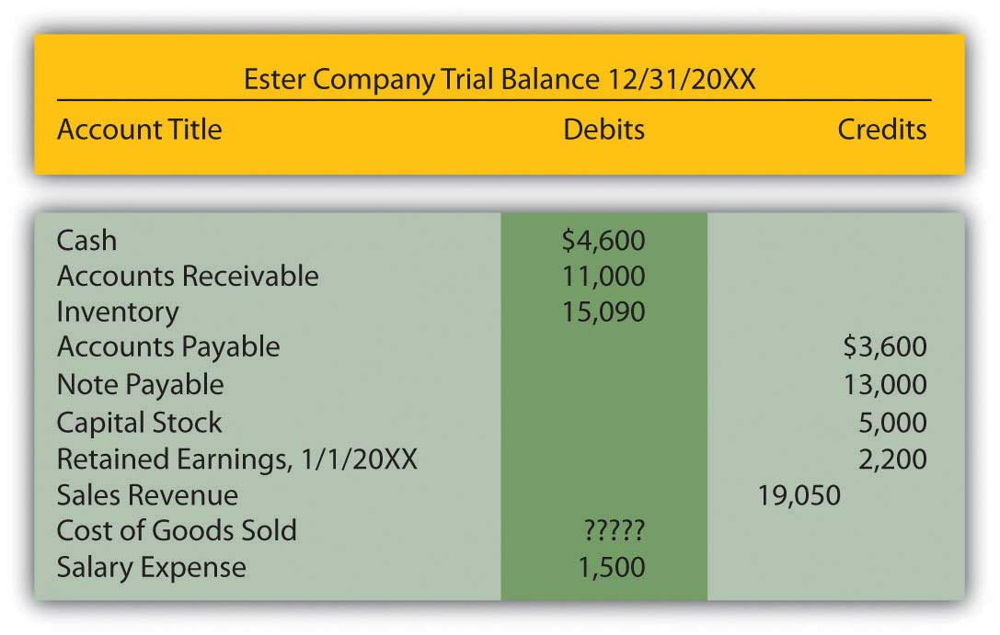 Ester Company Trial Balance 12/31/20XX
Account Title Debits Credits
Cash $4,600
Accounts Receivable 11,000
Inventory 15,090
Accounts Payable $3,600
Note Payable 13,000
Capital Stock 5,000
Retained Earnings, 1/1/20XX 2,200
Sales Revenue 19,050
Cost of Goods Sold ?????
Salary Expense 1,500